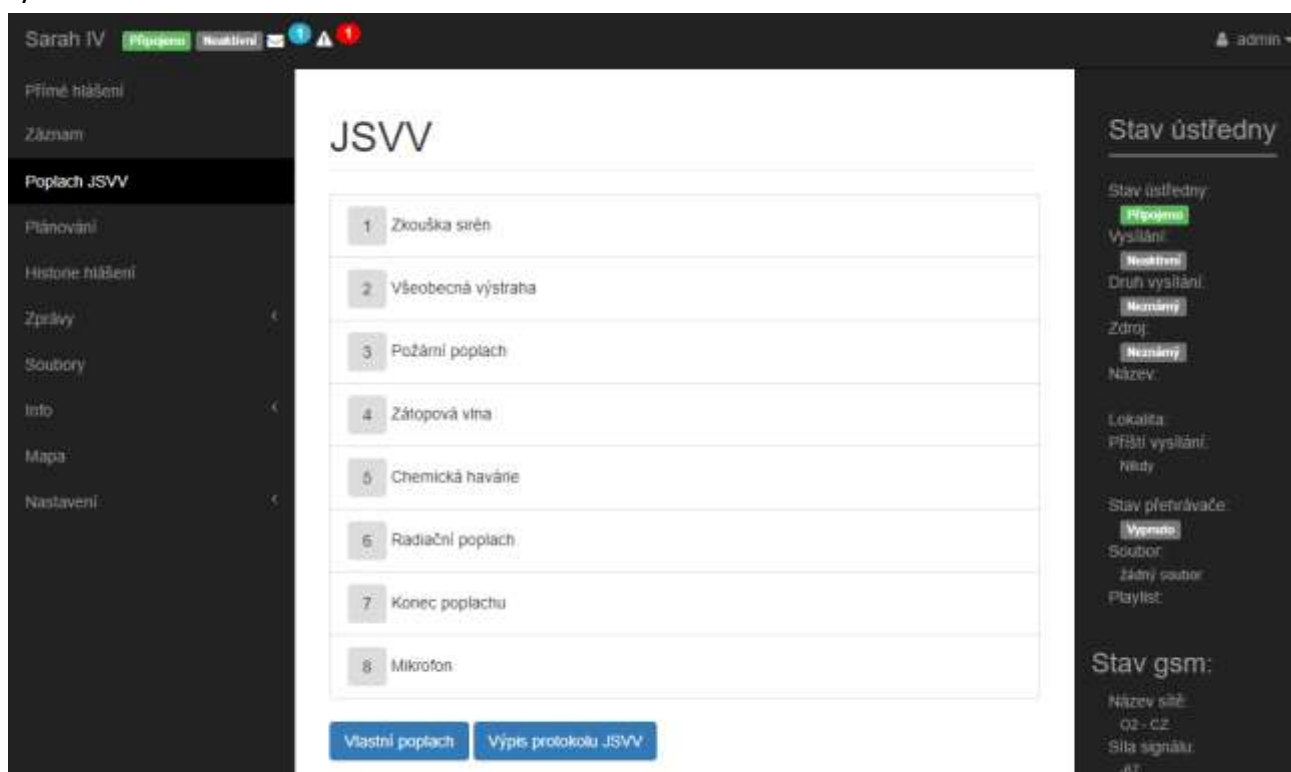 Sarah IV Připojeno Neaktivní 1 1 admin
Přímé hlášení
Záznam
Poplach JSVV
Plánování
Historie hlášení
Zprávy
Soubory
Info
Mapa
Nastavení
JSVV
1 Zkouška sirén
2 Všeobecná výstraha
3 Požární poplach
4 Zátopová vlna
5 Chemická havárie
6 Radiační poplach
7 Konec poplachu
8 Mikrofon
Vlastní poplach Výpis protokolu JSVV
Stav ústředny
Stav ústředny:
Připojeno
Vysílání:
Neaktivní
Druh vysílání:
Neznámý
Zdroj:
Neznámý
Název:
Lokalita:
Příští vysílání:
Nikdy
Stav přehrávače:
Vypnuto
Soubor:
žádný soubor
Playlist:
Stav gsm:
Název sítě:
O2 - CZ
Síla signálu: